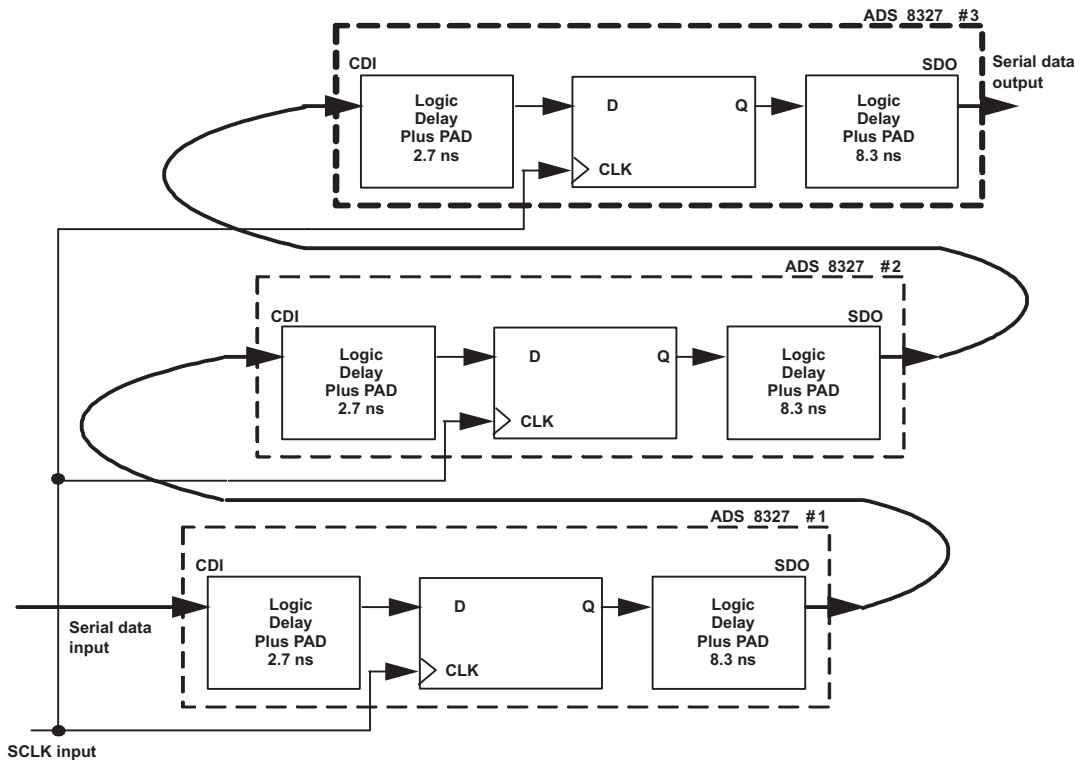 ADS 8327 #3
CDI
SDO
Serial data
output
Logic
Delay
Plus PAD
2.7 ns
D
Q
CLK
Logic
Delay
Plus PAD
8.3 ns
ADS 8327 #2
CDI
SDO
Logic
Delay
Plus PAD
2.7 ns
D
Q
CLK
Logic
Delay
Plus PAD
8.3 ns
ADS 8327 #1
CDI
SDO
Logic
Delay
Plus PAD
2.7 ns
D
Q
CLK
Logic
Delay
Plus PAD
8.3 ns
Serial data
input
SCLK input